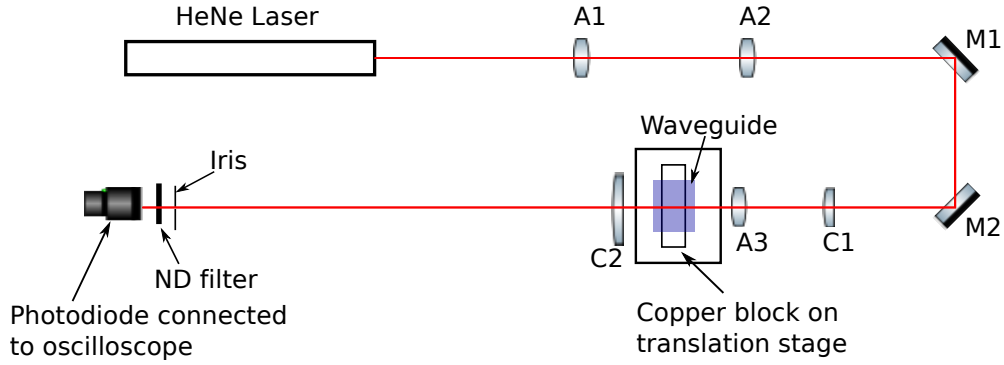 HeNe Laser
A1
A2
M1
Waveguide
Iris
M2
A3
C1
C2
ND filter
Photodiode connected
to oscilloscope
Copper block on
translation stage